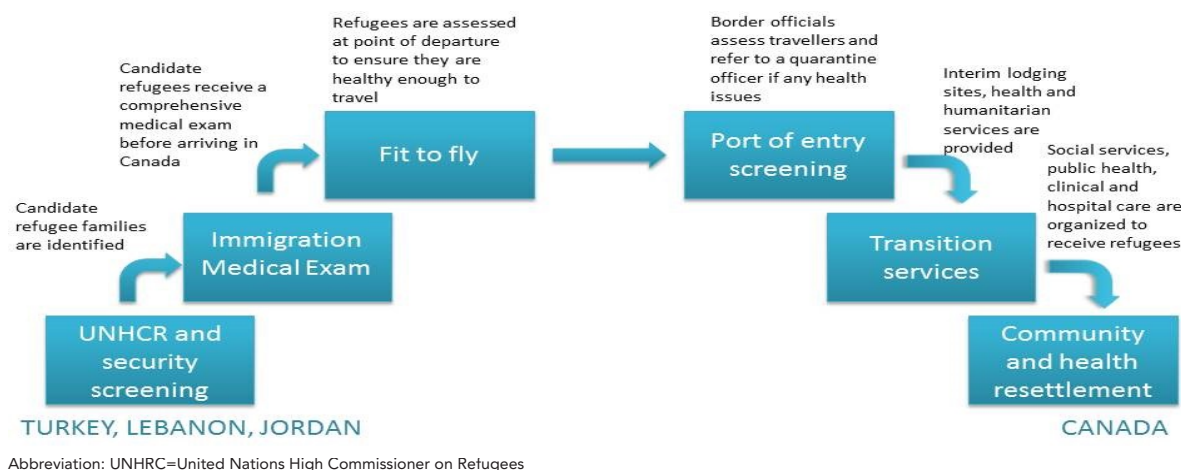 Candidate
refugee families
are identified
UNHCR and
security
screening
Candidate
refugees receive a
comprehensive
medical exam
before arriving in
Canada
Immigration
Medical Exam
Refugees are assessed
at point of departure
to ensure they are
healthy enough to
travel
Fit to fly
Border officials
assess travellers and
refer to a quarantine
officer if any health
issues
Port of entry
screening
Interim lodging
sites, health and
humanitarian
services are
provided
Transition
services
Social services,
public health,
clinical and
hospital care are
organized to
receive refugees
Community
and health
resettlement
TURKEY, LEBANON, JORDAN
CANADA
Abbreviation: UNHRC=United Nations High Commissioner on Refugees